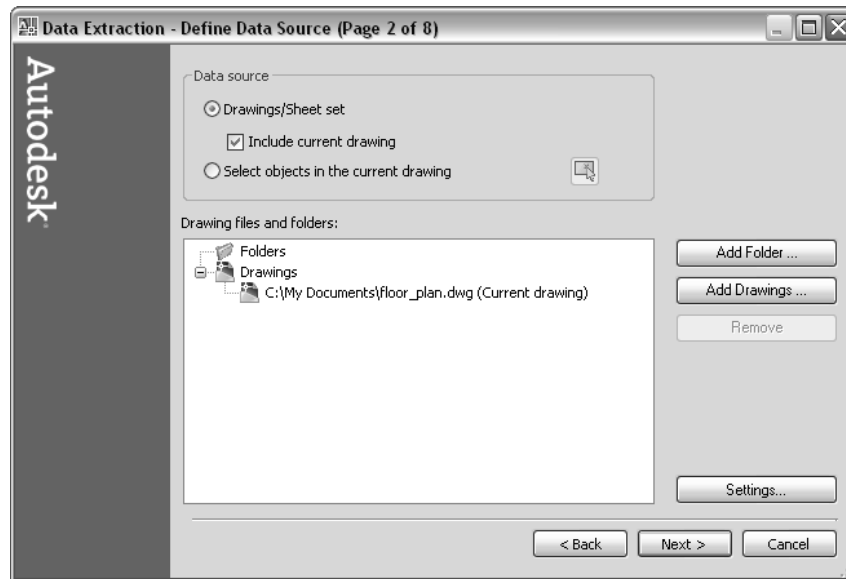 Data Extraction - Define Data Source (Page 2 of 8)
Autodesk
Data source
Drawings/Sheet set
Include current drawing
Select objects in the current drawing
Drawing files and folders:
Folders
Drawings
C:\My Documents\floor_plan.dwg (Current drawing)
Add Folder ...
Add Drawings ...
Remove
Settings...
< Back
Next >
Cancel